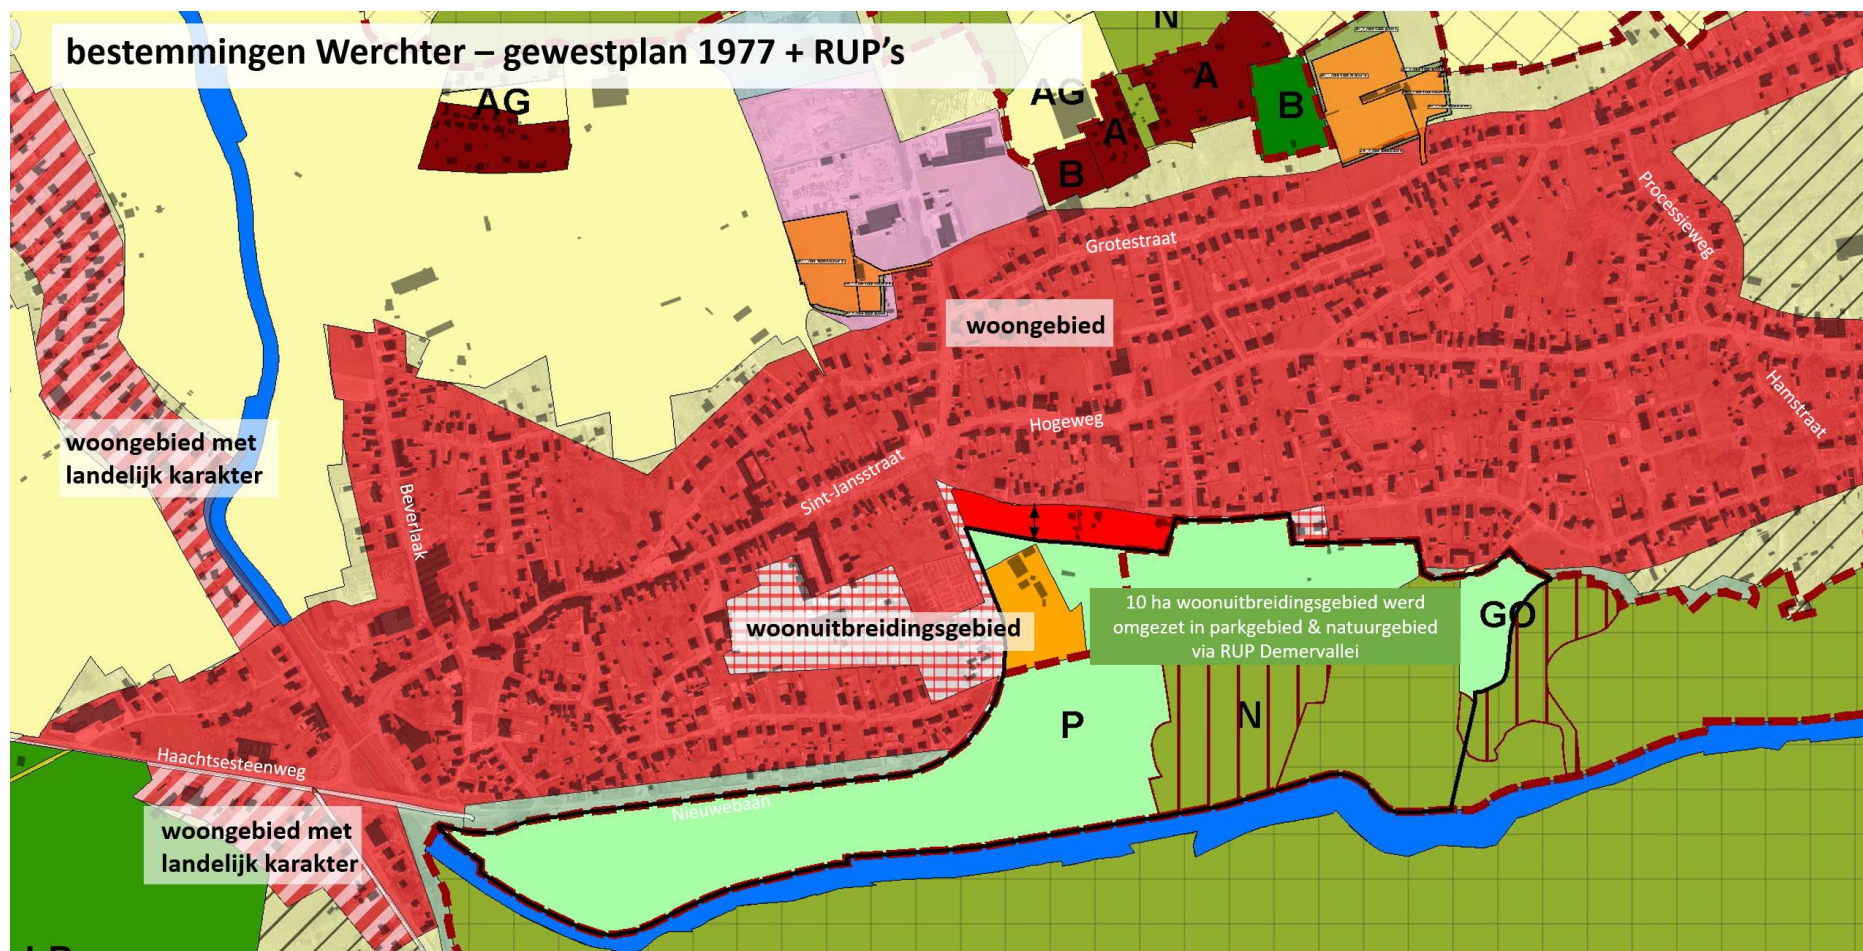 bestemmingen Werchter – gewestplan 1977 + RUP's
N
AG
AG
A
B
A
B
Grotestraat
Processieweg
woongebied
Hamstraat
Hogeweg
woongebied met
landelijk karakter
Sint-Jansstraat
Beverlaak
10 ha woonuitbreidingsgebied werd
omgezet in parkgebied & natuurgebied
via RUP Demervallei
GO
woonuitbreidingsgebied
P
N
Haachtsesteenweg
Nieuwebaan
woongebied met
landelijk karakter